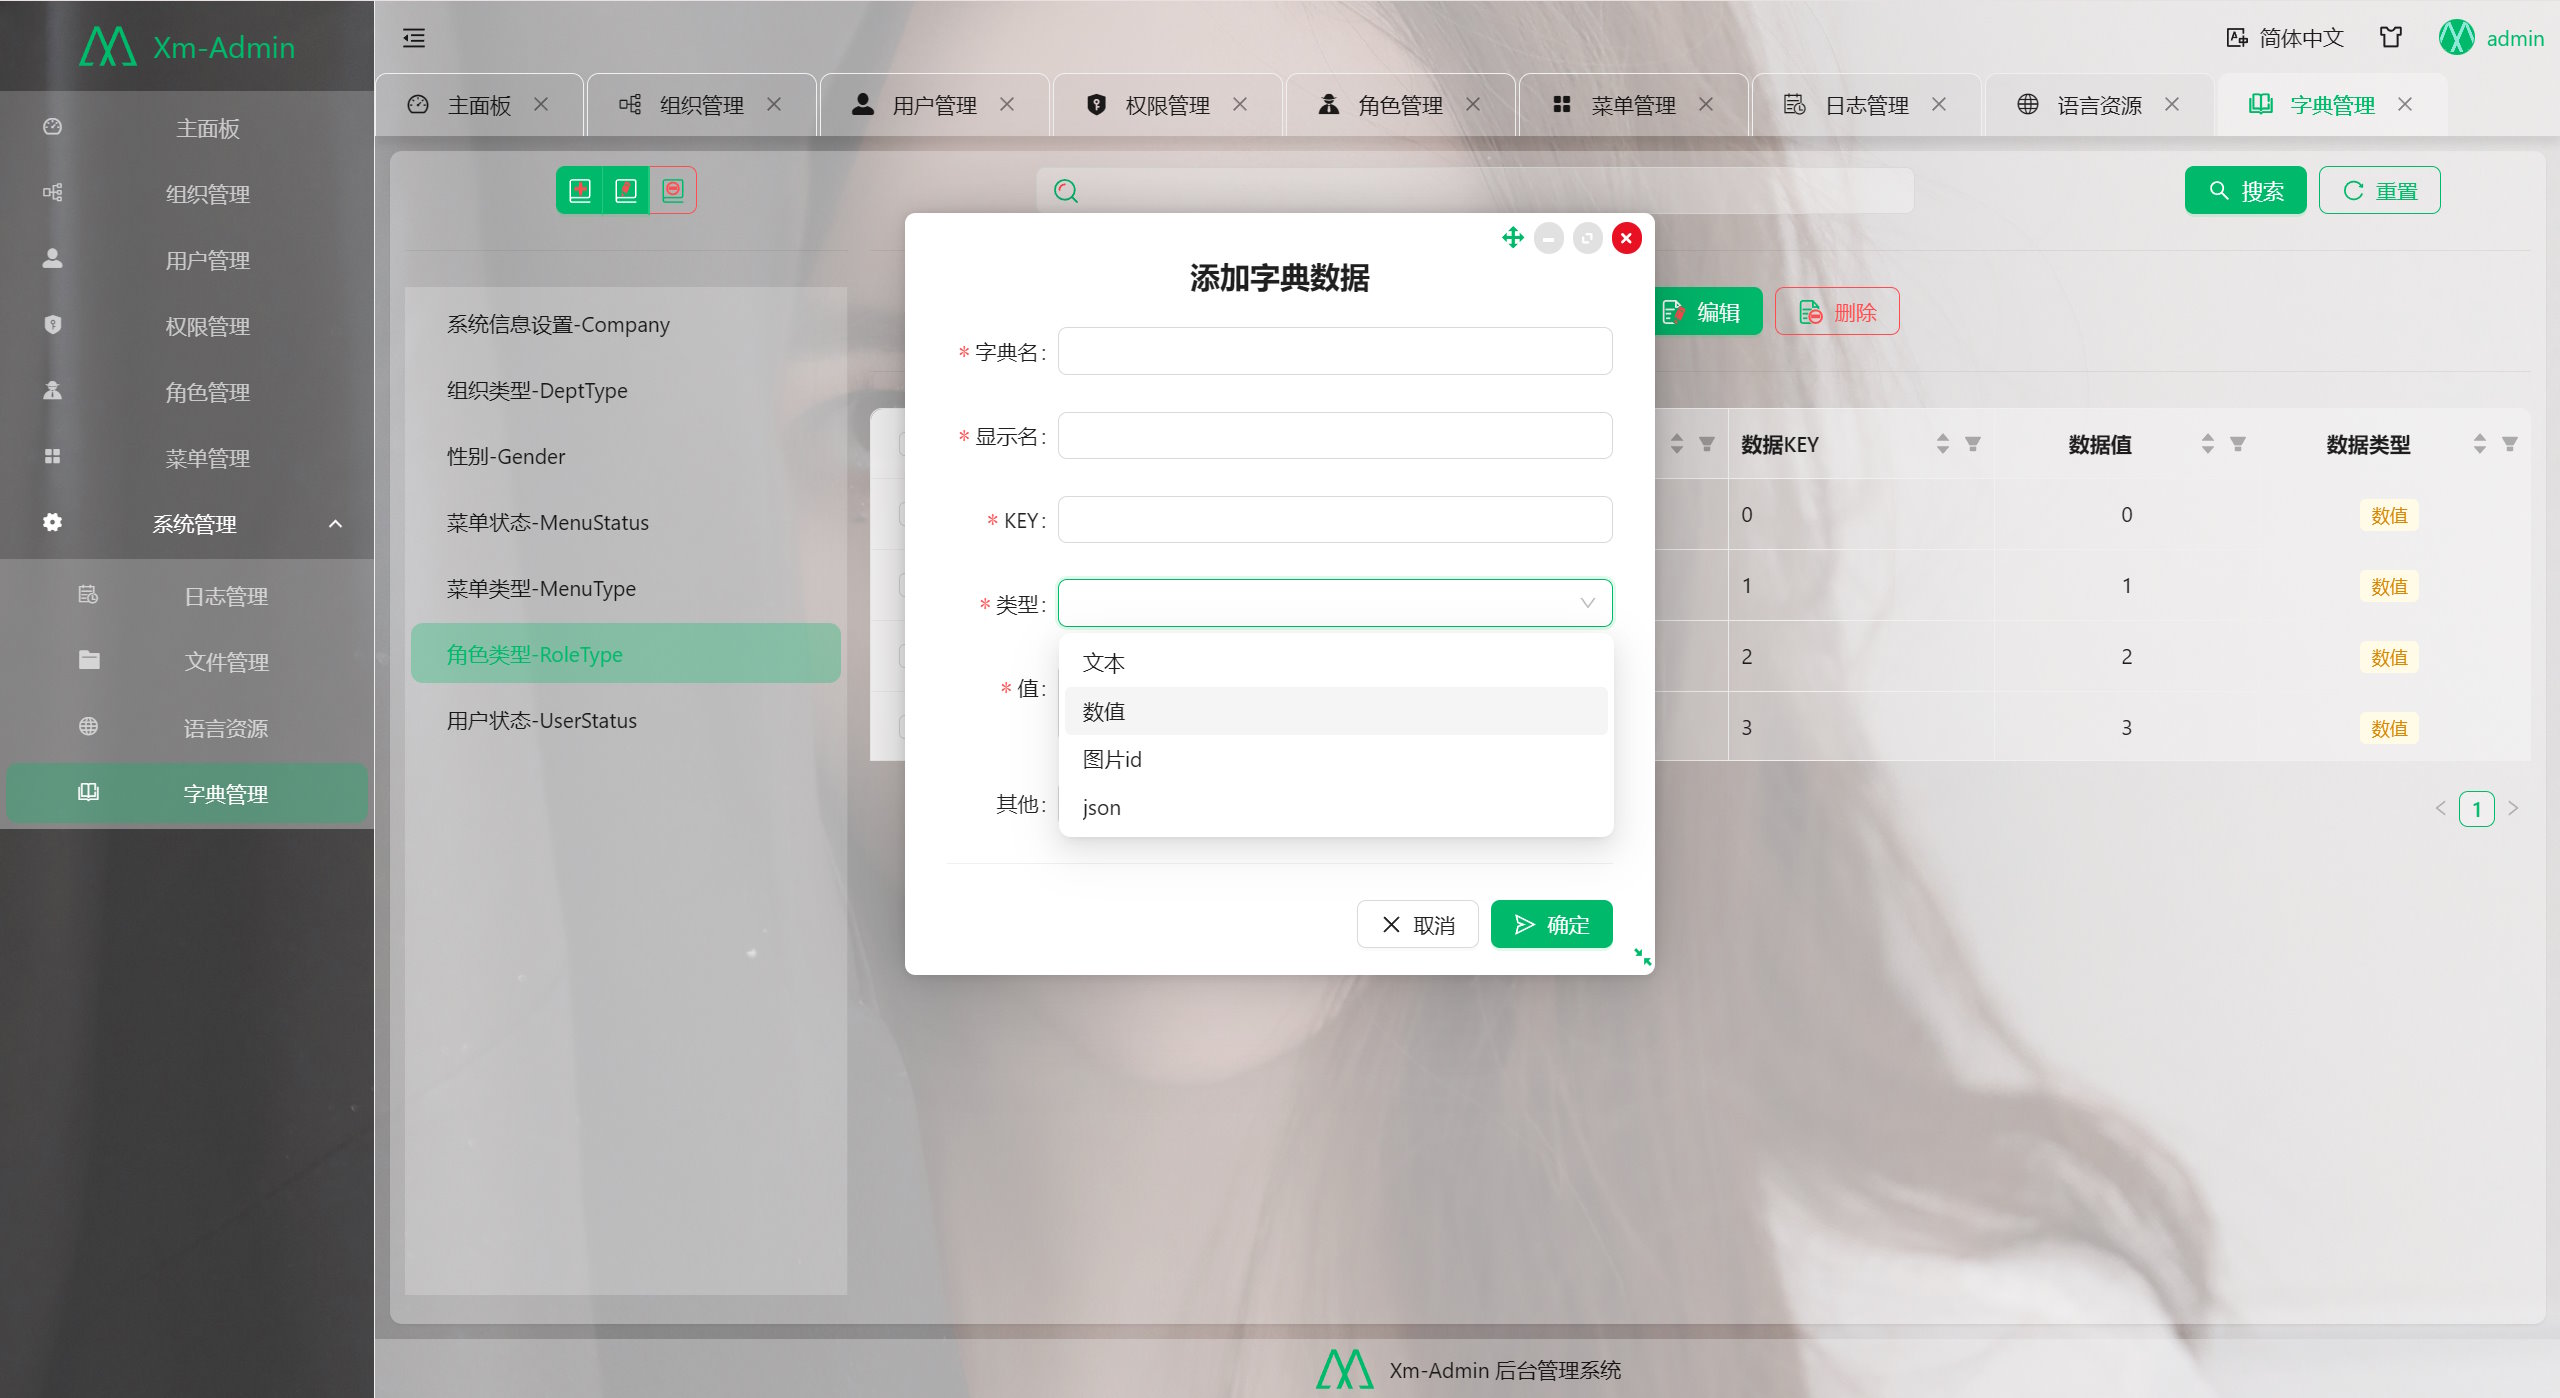 Xm-Admin
简体中文
admin
主面板
组织管理
用户管理
权限管理
角色管理
菜单管理
日志管理
语言资源
字典管理
主面板
组织管理
用户管理
权限管理
角色管理
菜单管理
系统管理
日志管理
文件管理
语言资源
字典管理
搜索
重置
系统信息设置-Company
组织类型-DeptType
性别-Gender
菜单状态-MenuStatus
菜单类型-MenuType
角色类型-RoleType
用户状态-UserStatus
编辑
删除
数据KEY
数据值
数据类型
0
0
数值
1
1
数值
2
2
数值
3
3
数值
1
添加字典数据
* 字典名:
* 显示名:
* KEY:
* 类型:
文本
数值
图片id
json
* 值:
其他:
取消
确定
Xm-Admin 后台管理系统